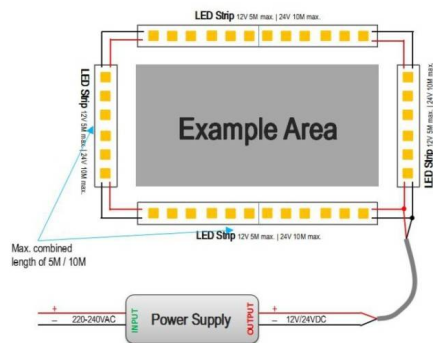 LED Strip 12V 5M max. | 24V 10M max.
LED Strip 12V 5M max. | 24V 10M max.
Example Area
LED Strip 12V 5M max. | 24V 10M max.
LED Strip 12V 5M max. | 24V 10M max.
Max. combined
length of 5M / 10M
+
220-240VAC
–
INPUT
Power Supply
OUTPUT
+
12V/24VDC
–